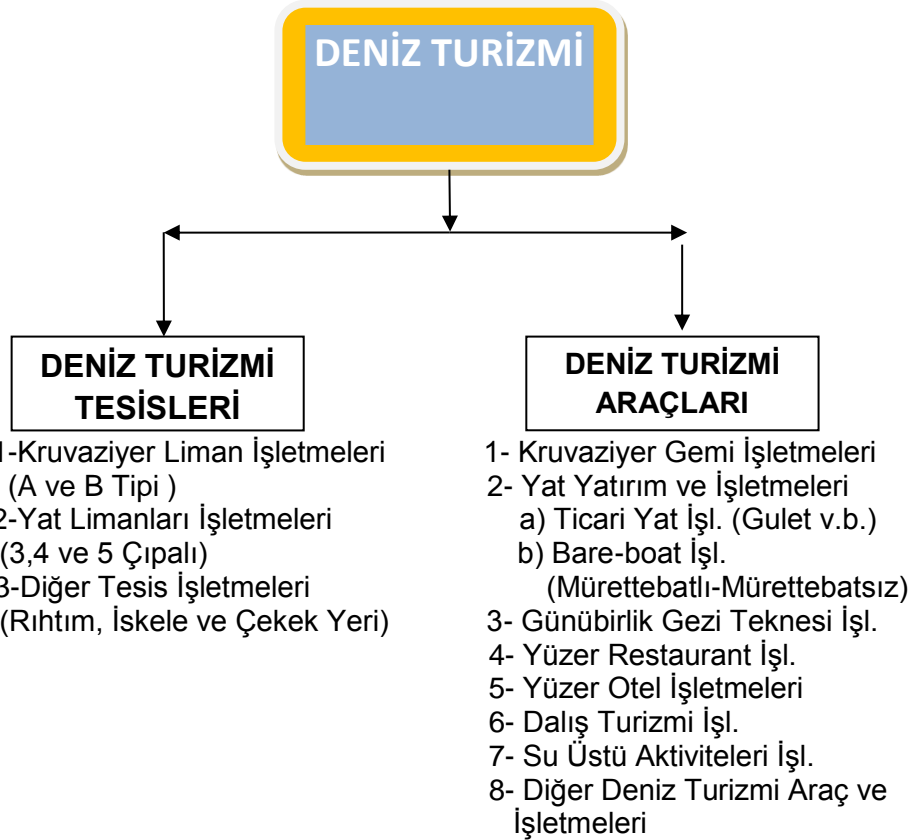 DENİZ TURİZMİ
DENİZ TURİZMİ
TESİSLERİ
1-Kruvaziyer Liman İşletmeleri
(A ve B Tipi )
2-Yat Limanları İşletmeleri
(3,4 ve 5 Çıpalı)
3-Diğer Tesis İşletmeleri
(Rıhtım, İskele ve Çekek Yeri)
DENİZ TURİZMİ
ARAÇLARI
1- Kruvaziyer Gemi İşletmeleri
2- Yat Yatırım ve İşletmeleri
a) Ticari Yat İşl. (Gulet v.b.)
b) Bare-boat İşl.
(Mürettebatlı-Mürettebatsız)
3- Günübirlik Gezi Teknesi İşl.
4- Yüzer Restaurant İşl.
5- Yüzer Otel İşletmeleri
6- Dalış Turizmi İşl.
7- Su Üstü Aktiviteleri İşl.
8- Diğer Deniz Turizmi Araç ve
İşletmeleri